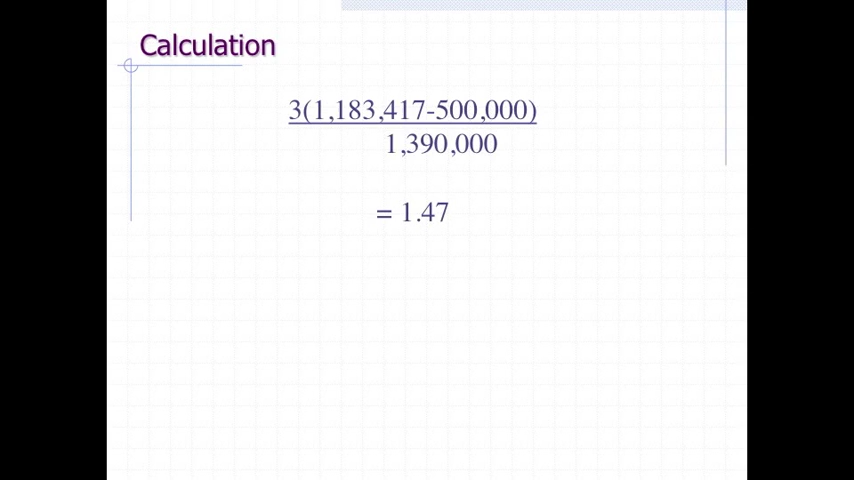 Calculation
3(1,183,417-500,000)
1,390,000
= 1.47